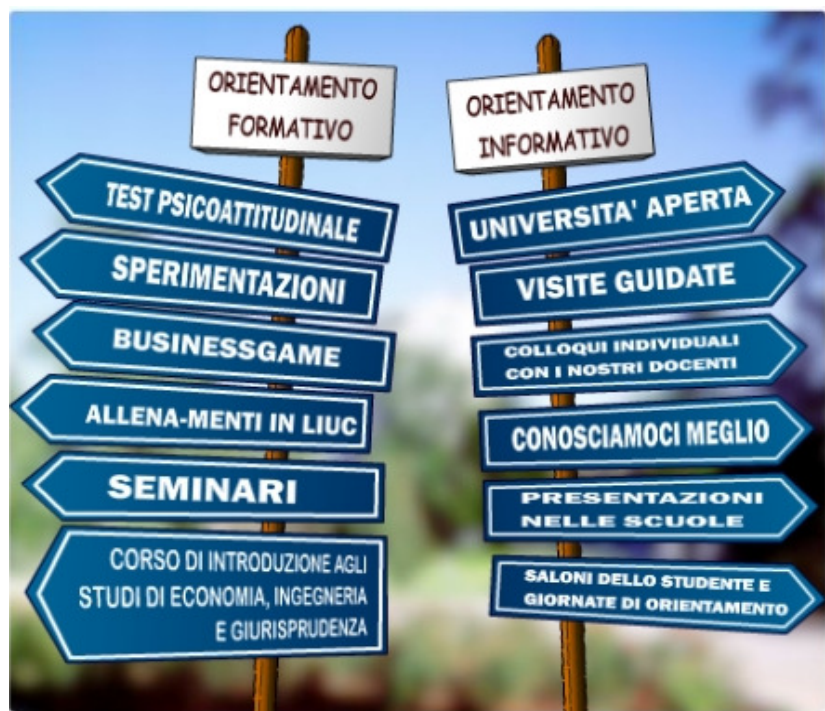 ORIENTAMENTO
FORMATIVO
TEST PSICOATTITUDINALE
SPERIMENTAZIONI
BUSINESSGAME
ALLENA-MENTI IN LIUC
SEMINARI
CORSO DI INTRODUZIONE AGLI
STUDI DI ECONOMIA, INGEGNERIA
E GIURISPRUDENZA
ORIENTAMENTO
INFORMATIVO
UNIVERSITA' APERTA
VISITE GUIDATE
COLLOQUI INDIVIDUALI
CON I NOSTRI DOCENTI
CONOSCIAMOCI MEGLIO
PRESENTAZIONI
NELLE SCUOLE
SALONI DELLO STUDENTE E
GIORNATE DI ORIENTAMENTO